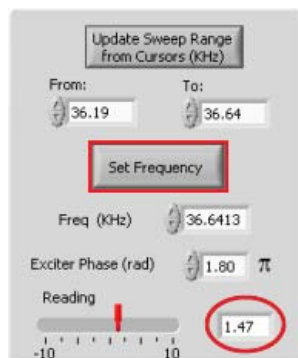 Update Sweep Range
from Cursors (KHz)
From: To:
36.19 36.64
Set Frequency
Freq (KHz) 36.6413
Exciter Phase (rad) 1.80 π
Reading
1.47
-10 10